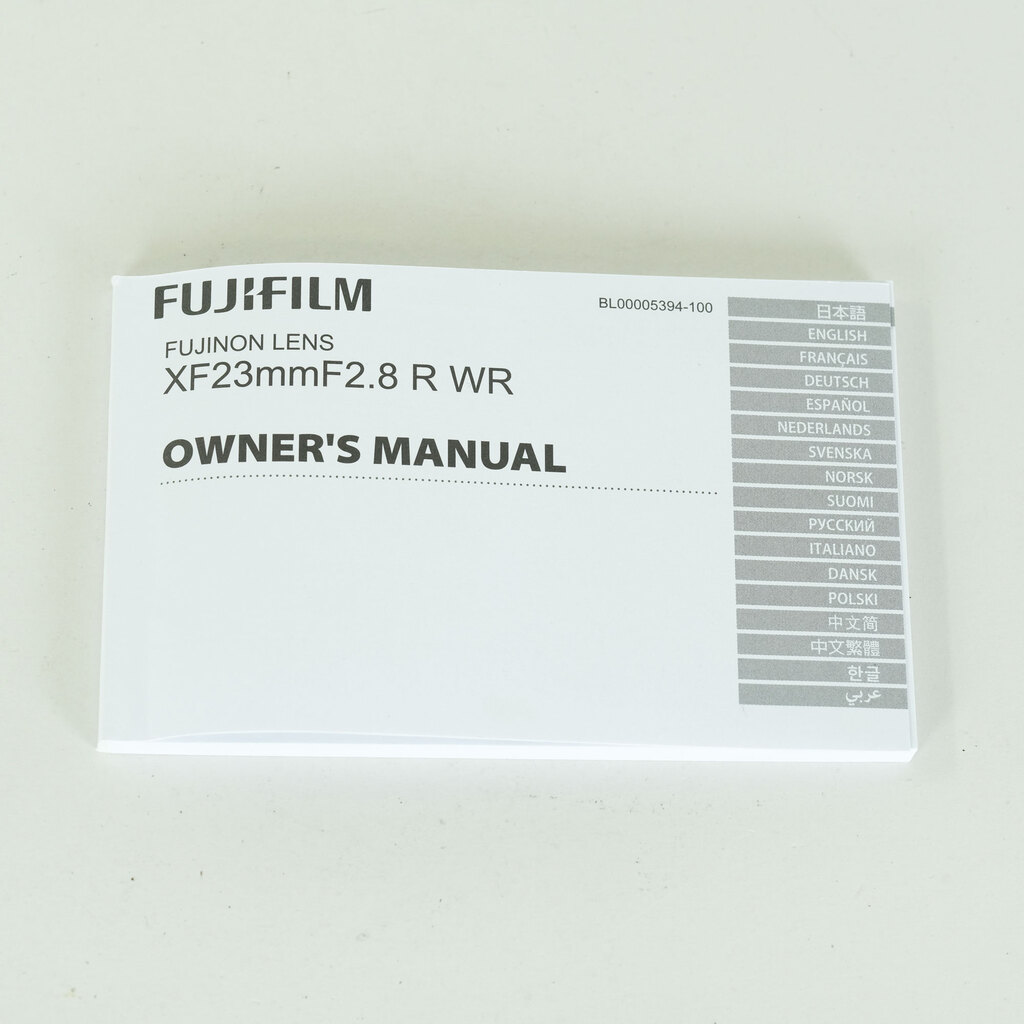 FUJIFILM
BL00005394-100
FUJINON LENS
XF23mmF2.8 R WR
OWNER'S MANUAL
日本語
ENGLISH
FRANÇAIS
DEUTSCH
ESPAÑOL
NEDERLANDS
SVENSKA
NORSK
SUOMI
РУССКИЙ
ITALIANO
DANSK
POLSKI
中文简
中文繁體
한글
عربي